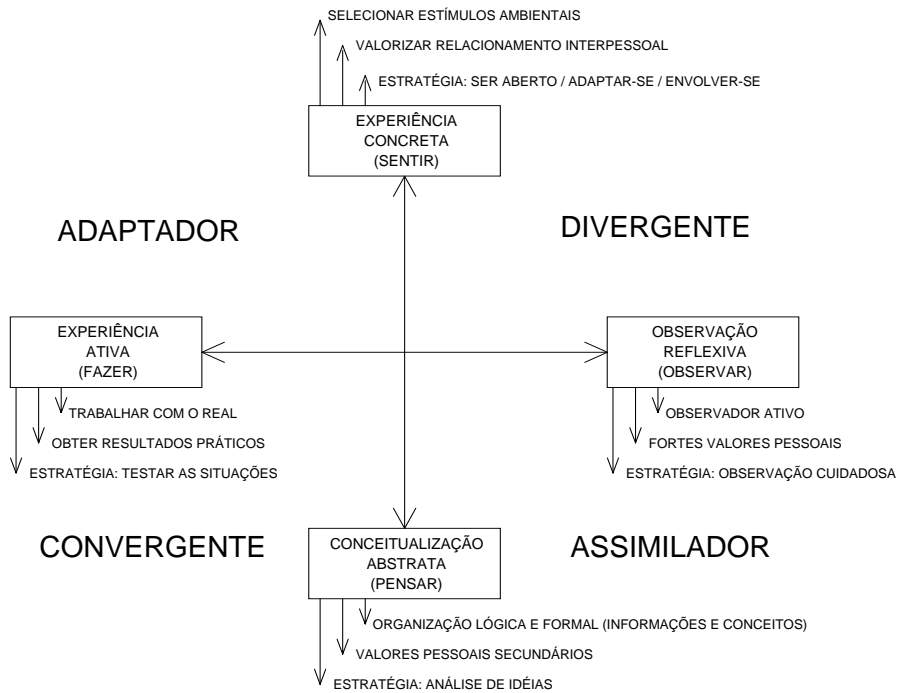 SELECIONAR ESTÍMULOS AMBIENTAIS
VALORIZAR RELACIONAMENTO INTERPESSOAL
ESTRATÉGIA: SER ABERTO / ADAPTAR-SE / ENVOLVER-SE
EXPERIÊNCIA
CONCRETA
(SENTIR)
ADAPTADOR
DIVERGENTE
EXPERIÊNCIA
ATIVA
(FAZER)
TRABALHAR COM O REAL
OBTER RESULTADOS PRÁTICOS
ESTRATÉGIA: TESTAR AS SITUAÇÕES
OBSERVAÇÃO
REFLEXIVA
(OBSERVAR)
OBSERVADOR ATIVO
FORTES VALORES PESSOAIS
ESTRATÉGIA: OBSERVAÇÃO CUIDADOSA
CONVERGENTE
ASSIMILADOR
CONCEITUALIZAÇÃO
ABSTRATA
(PENSAR)
ORGANIZAÇÃO LÓGICA E FORMAL (INFORMAÇÕES E CONCEITOS)
VALORES PESSOAIS SECUNDÁRIOS
ESTRATÉGIA: ANÁLISE DE IDÉIAS